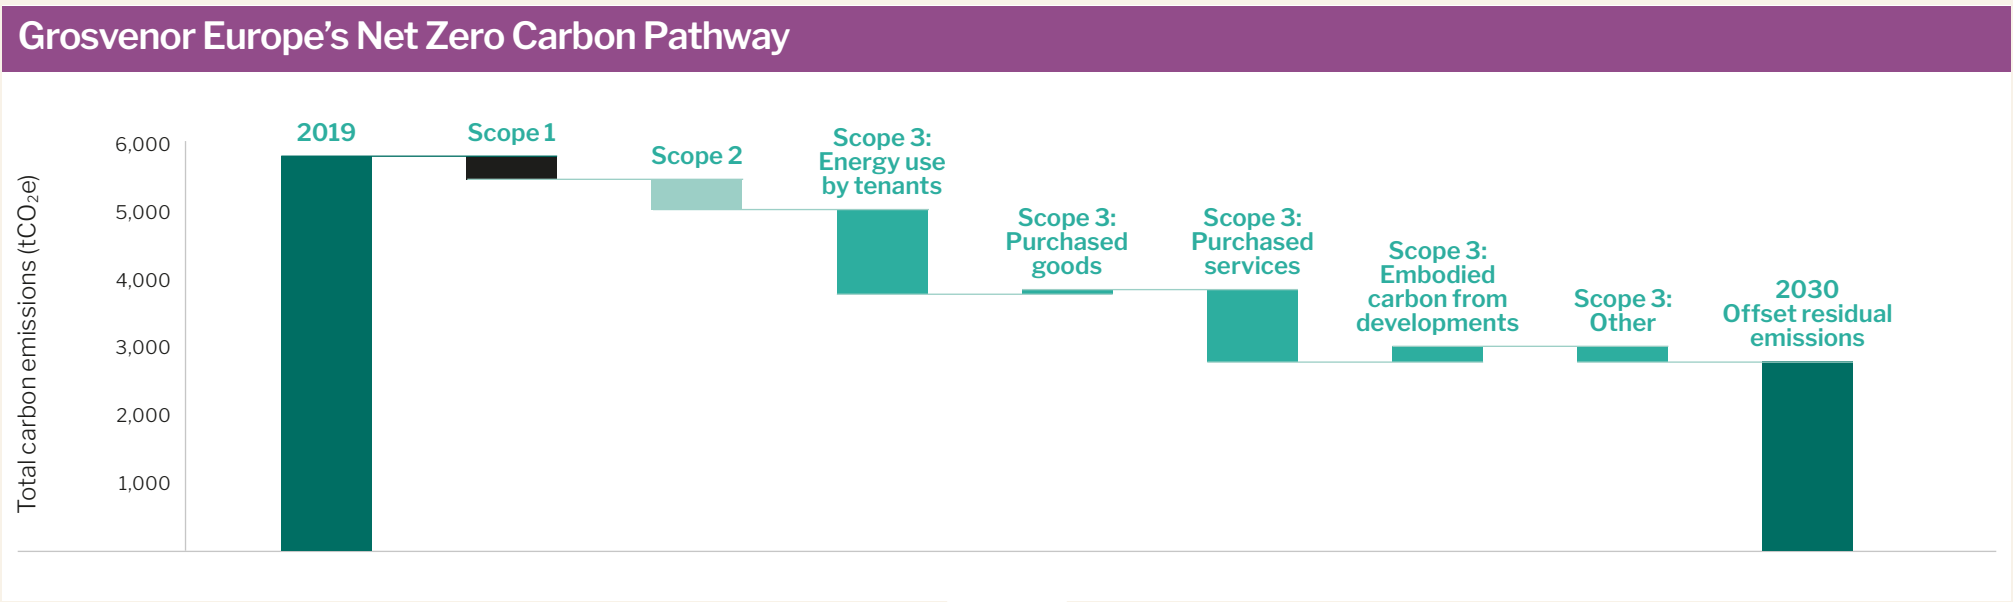 Grosvenor Europe’s Net Zero Carbon Pathway
Total carbon emissions (tCO₂e)
6,000
5,000
4,000
3,000
2,000
1,000
2019
Scope 1
Scope 2
Scope 3:
Energy use
by tenants
Scope 3:
Purchased
goods
Scope 3:
Purchased
services
Scope 3:
Embodied
carbon from
developments
Scope 3:
Other
2030
Offset residual
emissions